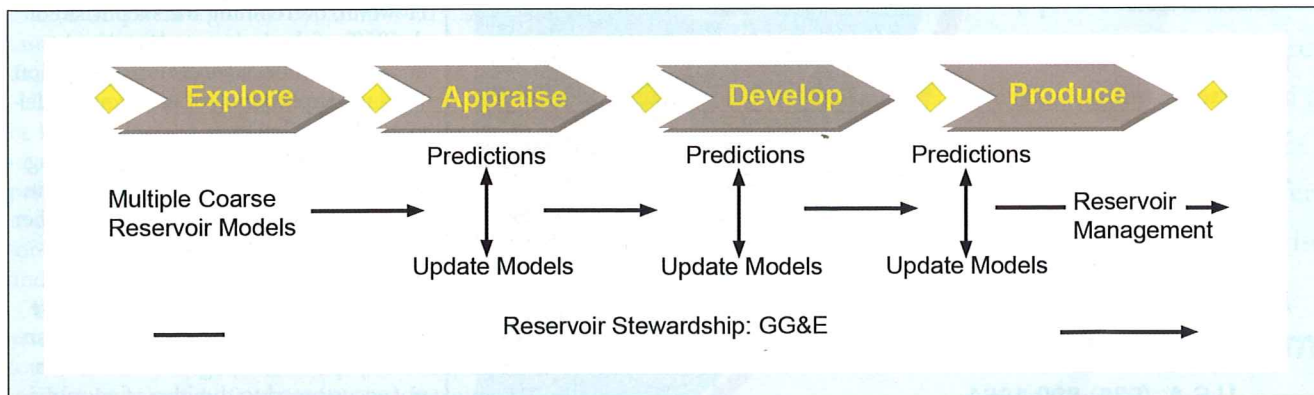 Explore
Appraise
Develop
Produce
Predictions
Predictions
Predictions
Multiple Coarse
Reservoir Models
Reservoir
Management
Update Models
Update Models
Update Models
Reservoir Stewardship: GG&E